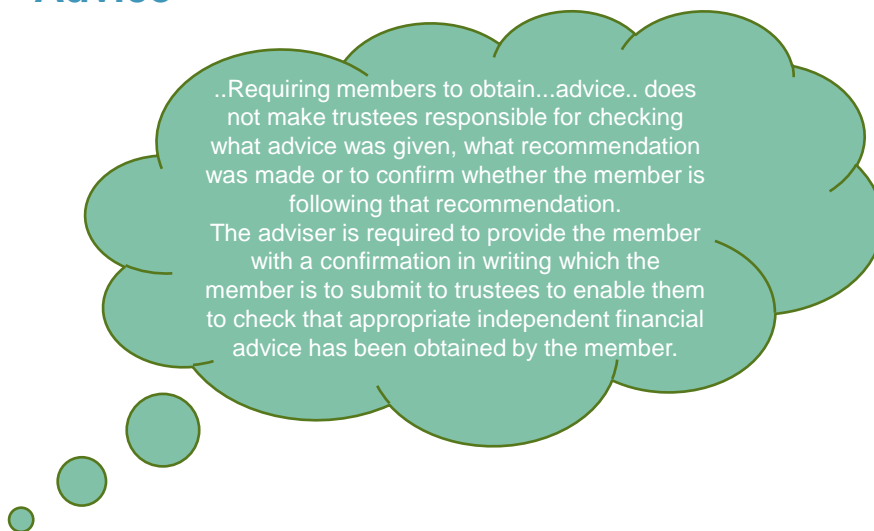 Advice
..Requiring members to obtain...advice.. does
not make trustees responsible for checking
what advice was given, what recommendation
was made or to confirm whether the member is
following that recommendation.
The adviser is required to provide the member
with a confirmation in writing which the
member is to submit to trustees to enable them
to check that appropriate independent financial
advice has been obtained by the member.